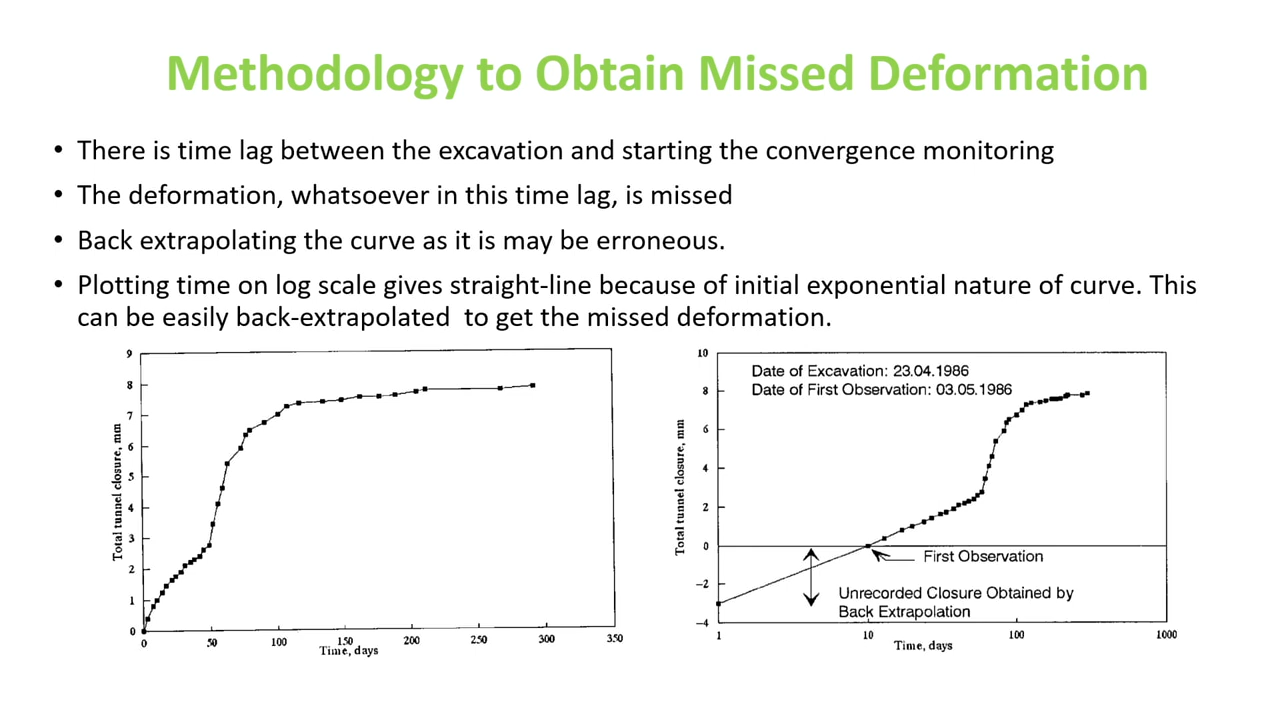 Methodology to Obtain Missed Deformation
• There is time lag between the excavation and starting the convergence monitoring
• The deformation, whatsoever in this time lag, is missed
• Back extrapolating the curve as it is may be erroneous.
• Plotting time on log scale gives straight-line because of initial exponential nature of curve. This
can be easily back-extrapolated  to get the missed deformation.
9
8
7
6
5
4
3
2
1
0
Total tunnel closure, mm
0 50 100 150 200 250 300 350
Time, days
10
8
6
4
2
0
−2
−4
Total tunnel closure, mm
Date of Excavation: 23.04.1986
Date of First Observation: 03.05.1986
First Observation
Unrecorded Closure Obtained by
Back Extrapolation
1 10 100 1000
Time, days